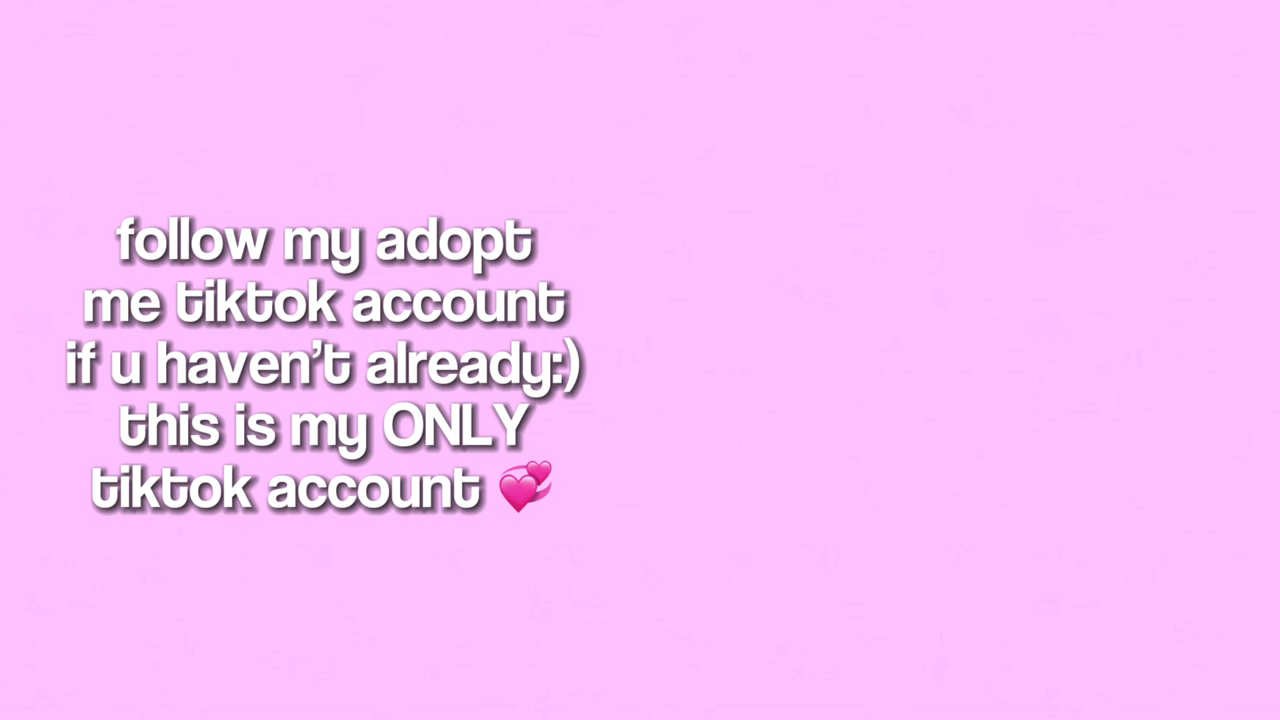 follow my adopt
me tiktok account
if u haven't already:)
this is my ONLY
tiktok account 💞